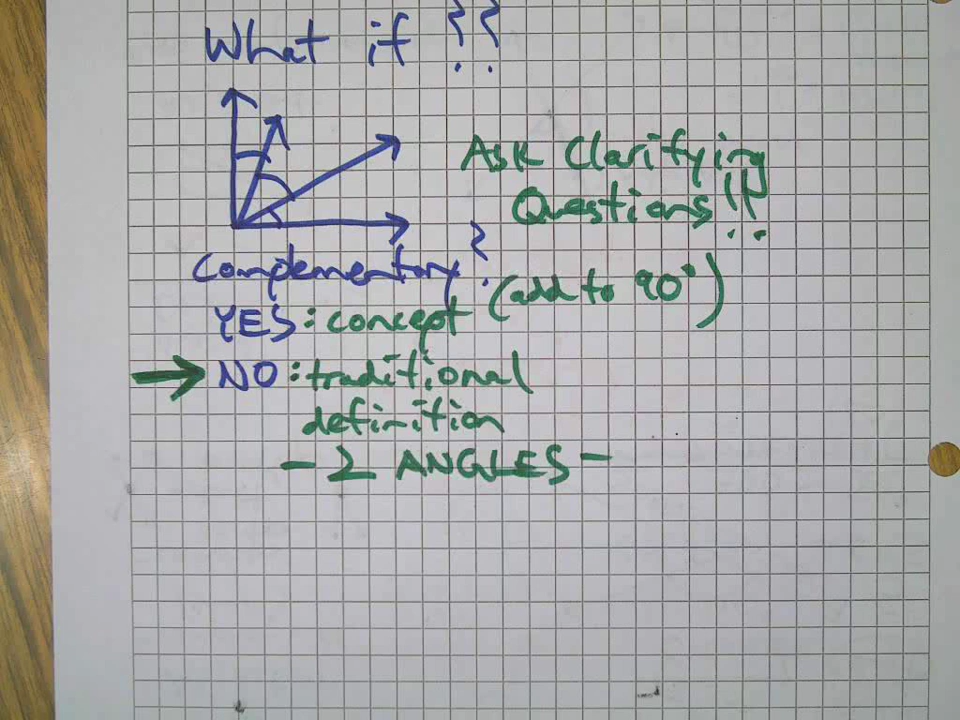 What if ??
Ask Clarifying
Questions!!
Complementary?
YES: concept (add to 90°)
NO: traditional
definition
- 2 ANGLES -